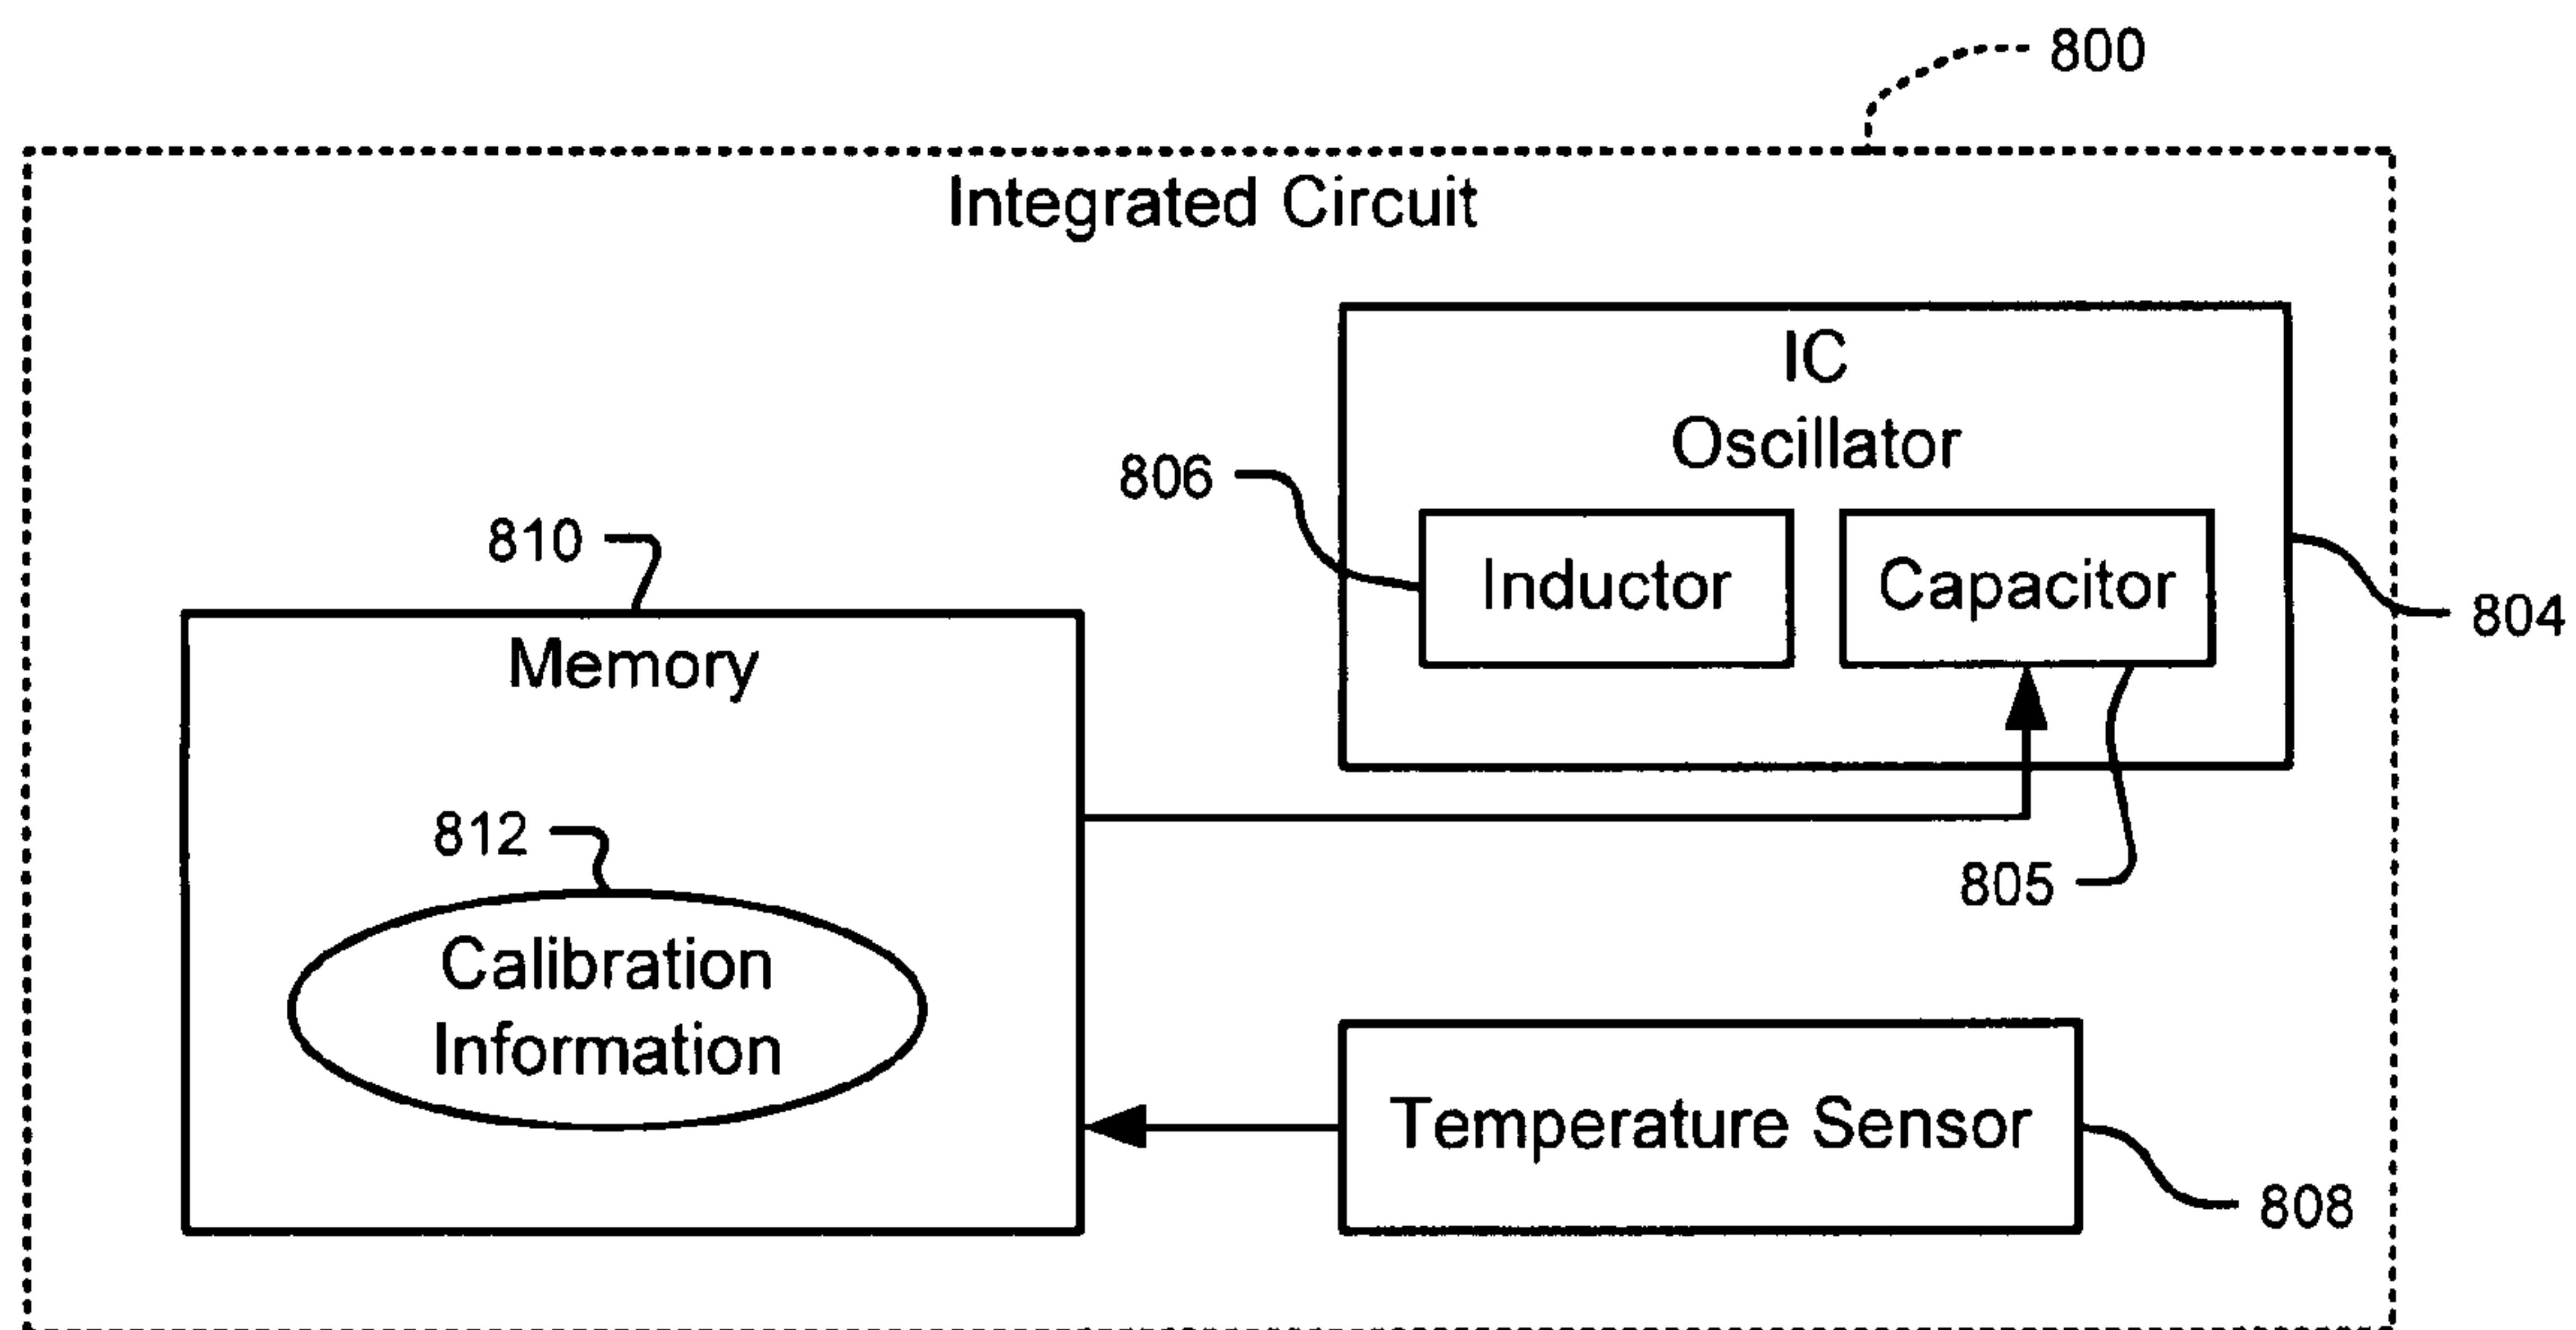 800
Integrated Circuit
IC
Oscillator
806
Inductor
Capacitor
804
810
Memory
812
805
Calibration
Information
Temperature Sensor
808